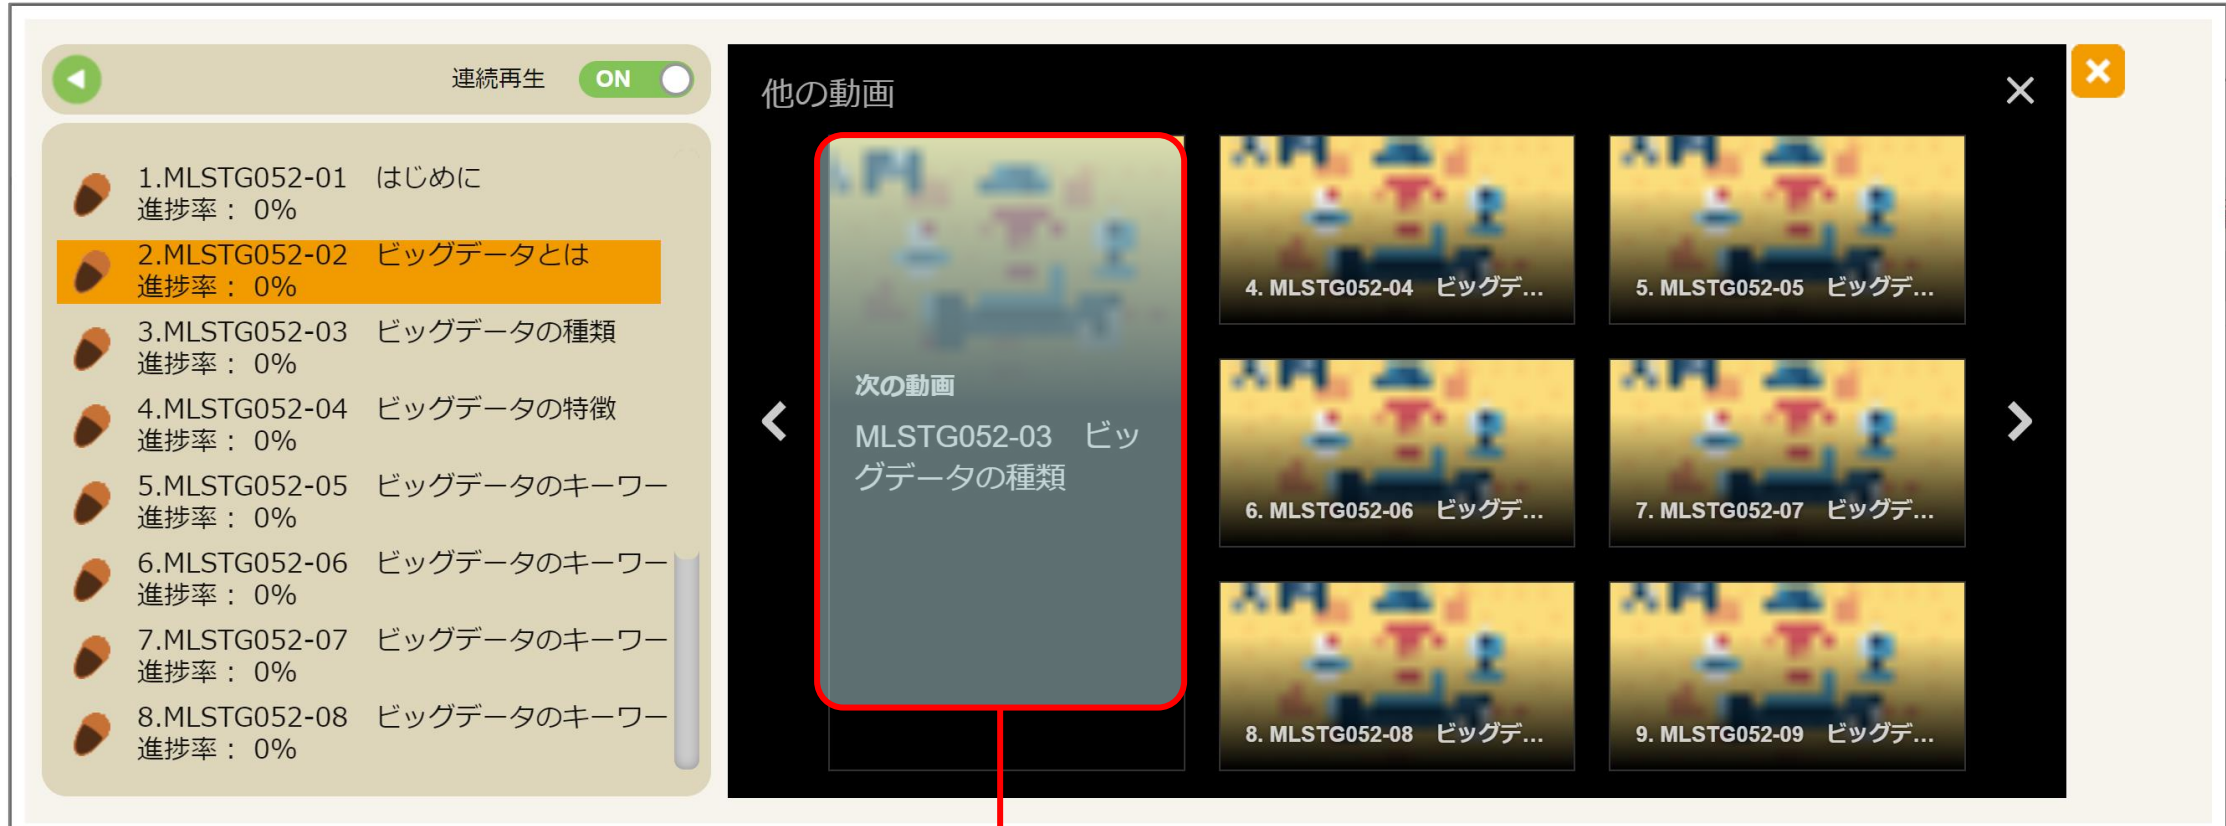 連続再生 ON
1.MLSTG052-01　はじめに
進捗率： 0%
2.MLSTG052-02　ビッグデータとは
進捗率： 0%
3.MLSTG052-03　ビッグデータの種類
進捗率： 0%
4.MLSTG052-04　ビッグデータの特徴
進捗率： 0%
5.MLSTG052-05　ビッグデータのキーワー
進捗率： 0%
6.MLSTG052-06　ビッグデータのキーワー
進捗率： 0%
7.MLSTG052-07　ビッグデータのキーワー
進捗率： 0%
8.MLSTG052-08　ビッグデータのキーワー
進捗率： 0%
他の動画
次の動画
MLSTG052-03　ビッ
グデータの種類
4. MLSTG052-04　ビッグデ...
5. MLSTG052-05　ビッグデ...
6. MLSTG052-06　ビッグデ...
7. MLSTG052-07　ビッグデ...
8. MLSTG052-08　ビッグデ...
9. MLSTG052-09　ビッグデ...